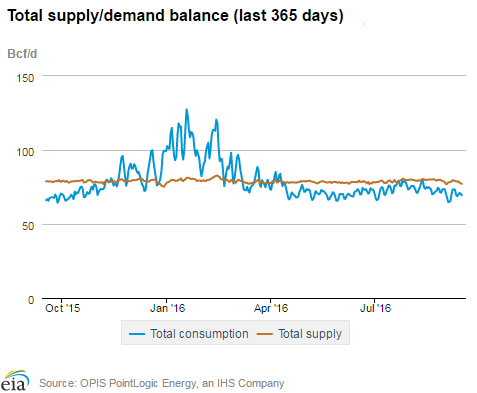 Total supply/demand balance (last 365 days)
Bcf/d
150
100
50
0
Oct '15 Jan '16 Apr '16 Jul '16
Total consumption Total supply
eia Source: OPIS PointLogic Energy, an IHS Company